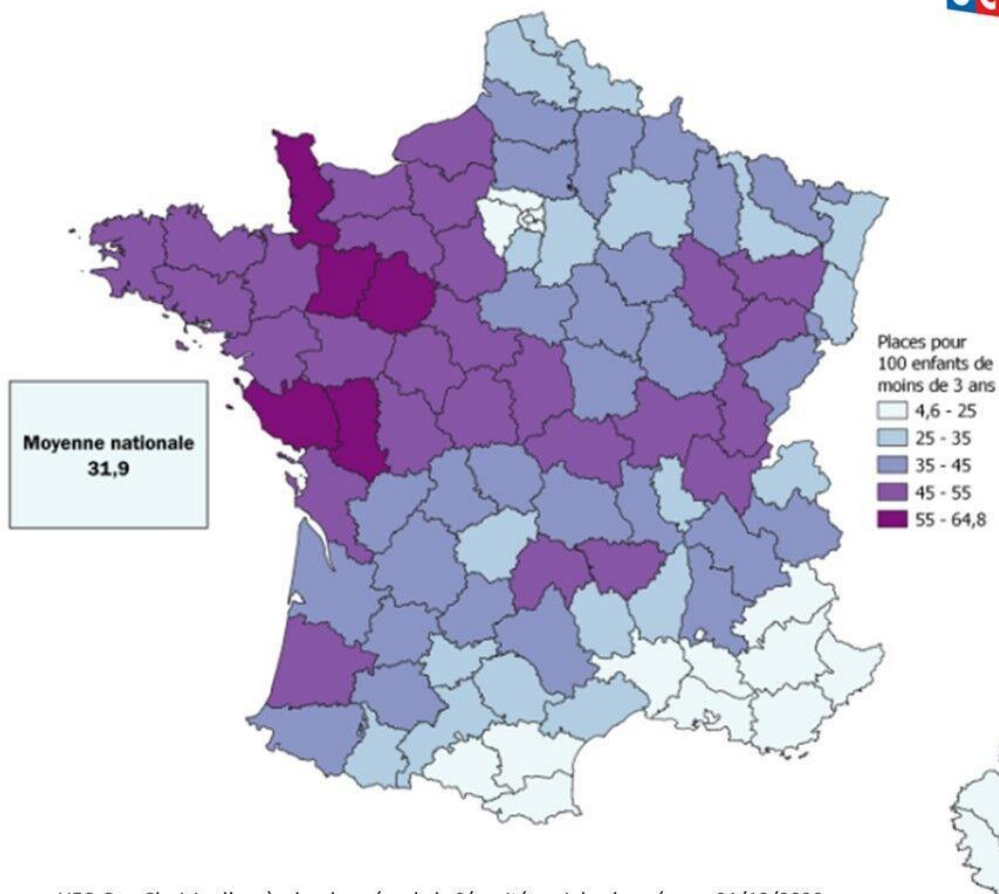 Moyenne nationale
31,9
Places pour
100 enfants de
moins de 3 ans
4,6 - 25
25 - 35
35 - 45
45 - 55
55 - 64,8